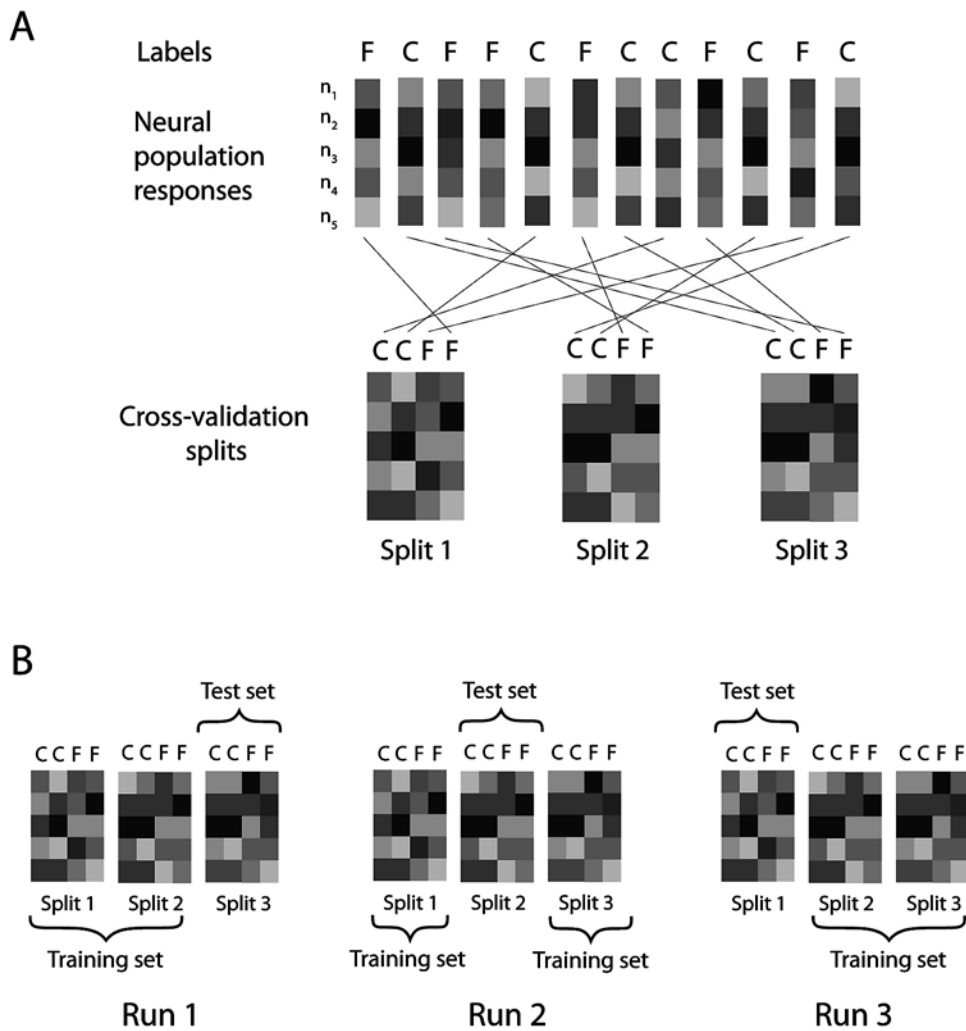 A
Labels F C F F C F C C F C F C
Neural population responses
n1
n2
n3
n4
n5
C C F F C C F F C C F F
Cross-validation splits
Split 1 Split 2 Split 3
B
Test set Test set Test set
C C F F C C F F C C F F C C F F C C F F C C F F C C F F C C F F C C F F
Split 1 Split 2 Split 3 Split 1 Split 2 Split 3 Split 1 Split 2 Split 3
Training set Training set Training set Training set
Run 1 Run 2 Run 3